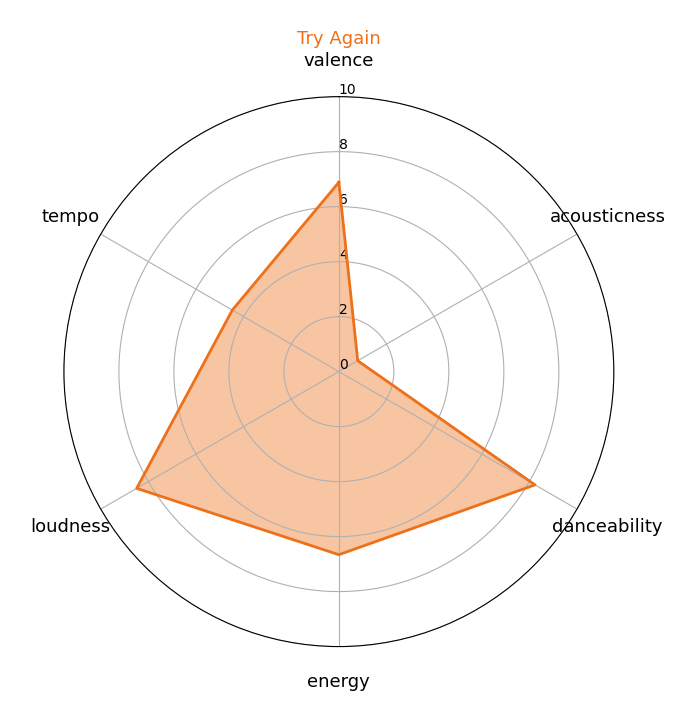 Try Again
valence
10
8
tempo
acousticness
6
4
2
0
loudness
danceability
energy